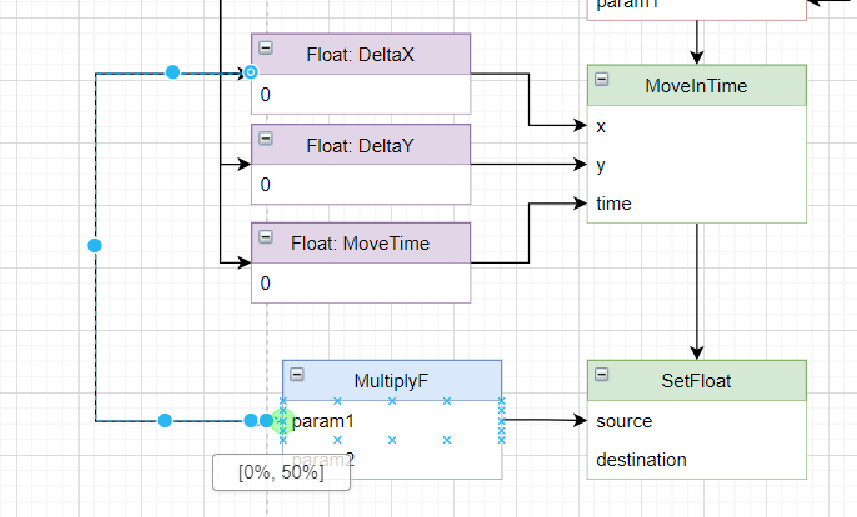 param1
Float: DeltaX
0
MoveInTime
x
Float: DeltaY
y
0
time
Float: MoveTime
0
MultiplyF
SetFloat
param1
source
param2
destination
[0%, 50%]